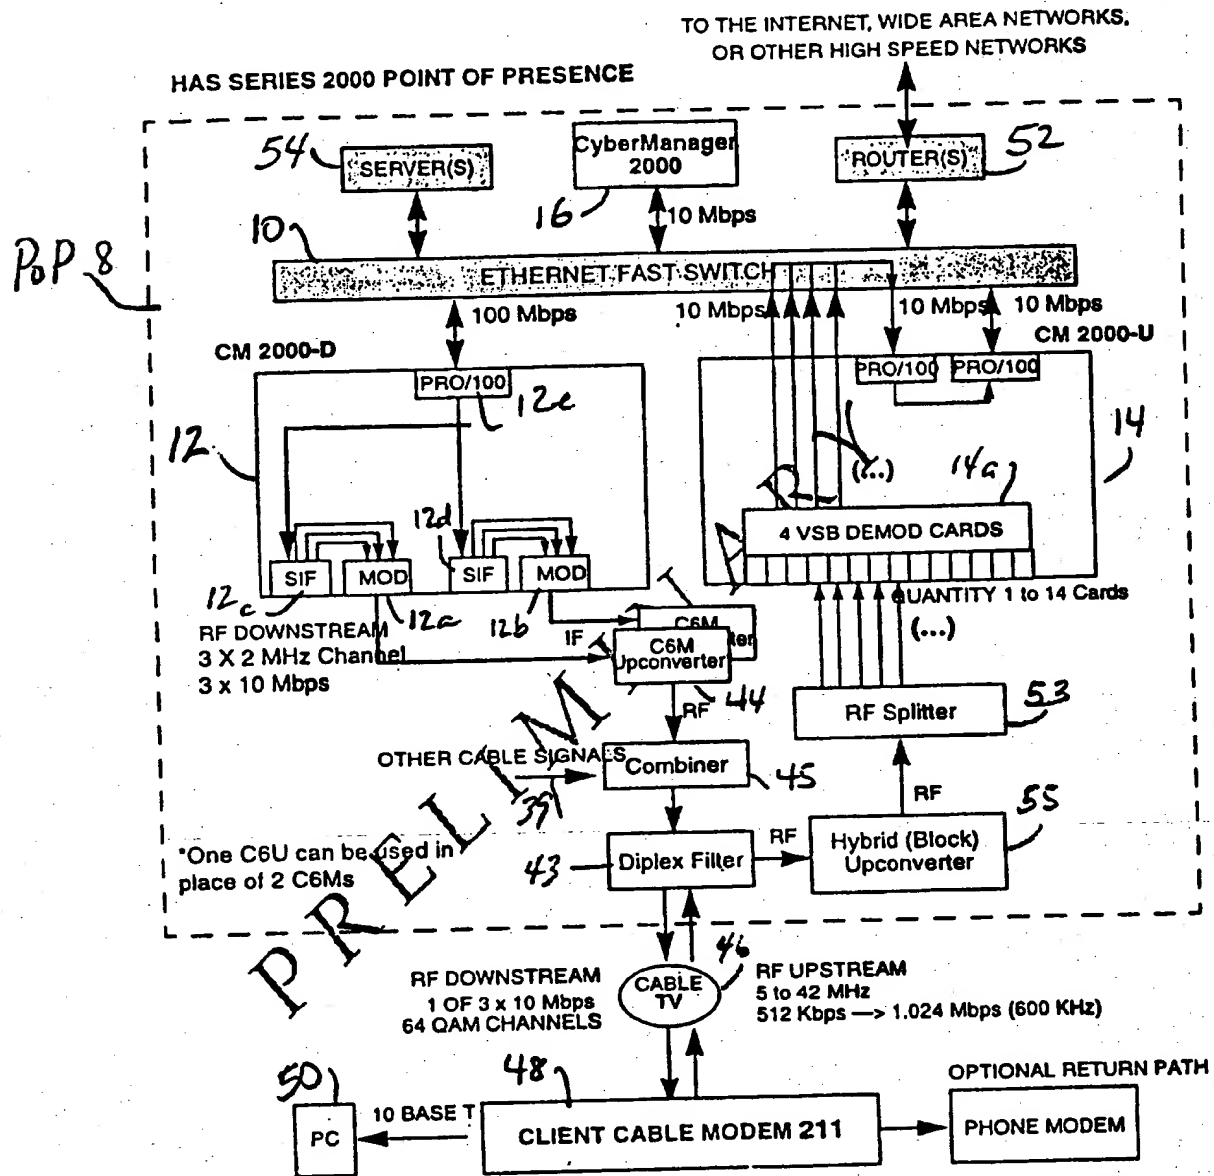 TO THE INTERNET, WIDE AREA NETWORKS,
OR OTHER HIGH SPEED NETWORKS
HAS SERIES 2000 POINT OF PRESENCE
54
SERVER(S)
CyberManager
2000
16
10 Mbps
ROUTER(S)
52
PoP 8
10
ETHERNET FAST SWITCH
100 Mbps
10 Mbps
10 Mbps
10 Mbps
CM 2000-D
CM 2000-U
PRO/100
12e
PRO/100
PRO/100
12
14
(...)
14a
4 VSB DEMOD CARDS
12d
SIF
MOD
SIF
MOD
12c
12a
12b
QUANTITY 1 to 14 Cards
(...)
RF DOWNSTREAM
3 X 2 MHz Channel
3 x 10 Mbps
IF
C6M
C6M
Upconverter
44
RF
RF Splitter
53
OTHER CABLE SIGNALS
39
Combiner
45
RF
55
*One C6U can be used in
place of 2 C6Ms
43
Diplex Filter
RF
Hybrid (Block)
Upconverter
PRELIM
RF DOWNSTREAM
1 OF 3 x 10 Mbps
64 QAM CHANNELS
CABLE
TV
46
RF UPSTREAM
5 to 42 MHz
512 Kbps —> 1.024 Mbps (600 KHz)
50
PC
10 BASE T
48
CLIENT CABLE MODEM 211
OPTIONAL RETURN PATH
PHONE MODEM